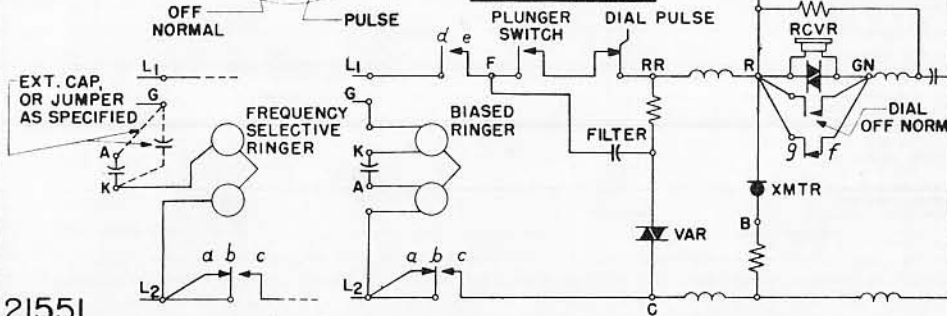 OFF
NORMAL
PULSE
PLUNGER
SWITCH
DIAL PULSE
RCVR
d e
L1
L1
F
RR
R
GN
EXT. CAP,
OR JUMPER
AS SPECIFIED
G
G
FREQUENCY
SELECTIVE
RINGER
BIASED
RINGER
FILTER
DIAL
OFF NORM
g f
A
K
K
A
XMTR
B
VAR
a b c
a b c
L2
L2
C
21551